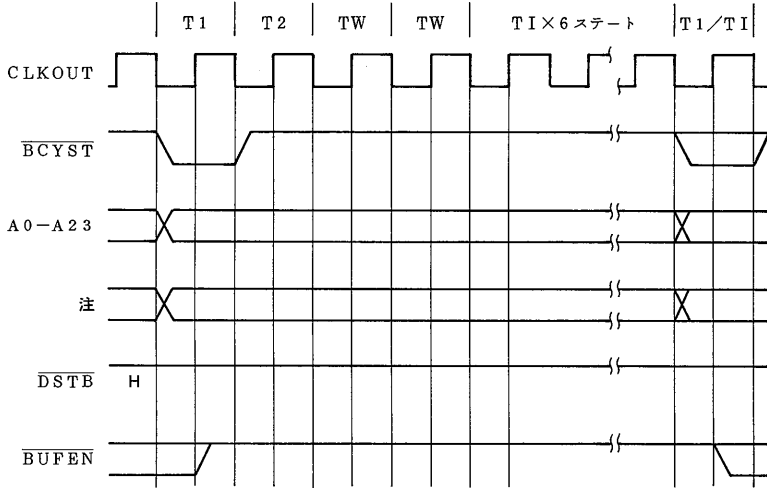 T1 T2 TW TW TI×6ステート T1/TI
CLKOUT
BCYST
A0-A23
注
DSTB H
BUFEN